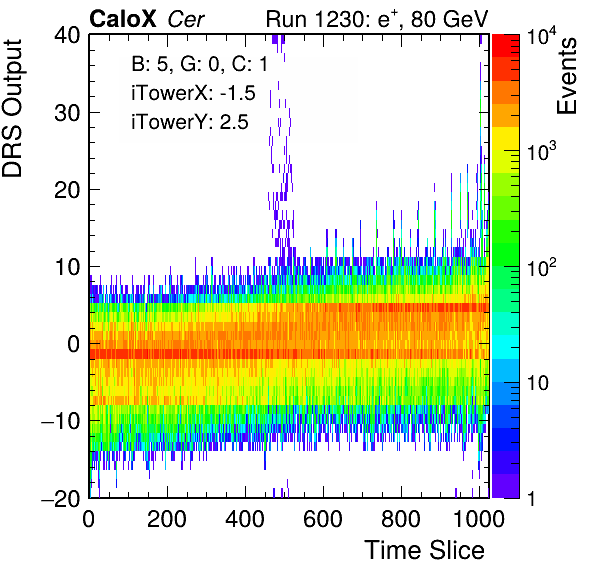 CaloX Cer Run 1230: e+, 80 GeV
DRS Output
Events
B: 5, G: 0, C: 1
iTowerX: -1.5
iTowerY: 2.5
40
30
20
10
0
−10
−20
0 200 400 600 800 1000
Time Slice
10^4
10^3
10^2
10
1